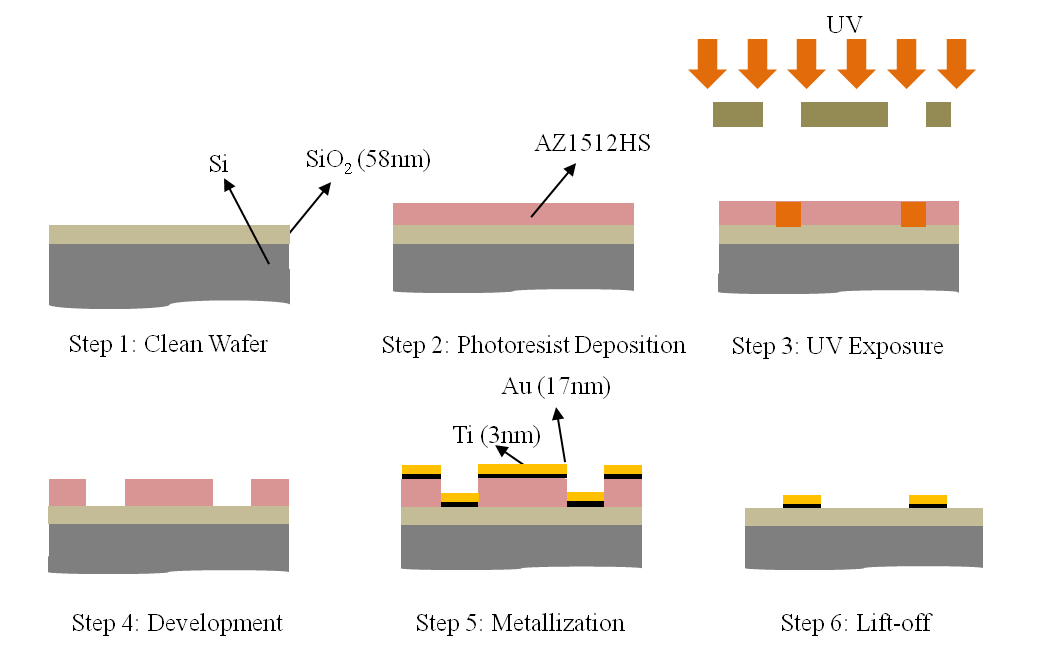 UV
AZ1512HS
Si
SiO₂ (58nm)
Step 1: Clean Wafer
Step 2: Photoresist Deposition
Step 3: UV Exposure
Au (17nm)
Ti (3nm)
Step 4: Development
Step 5: Metallization
Step 6: Lift-off